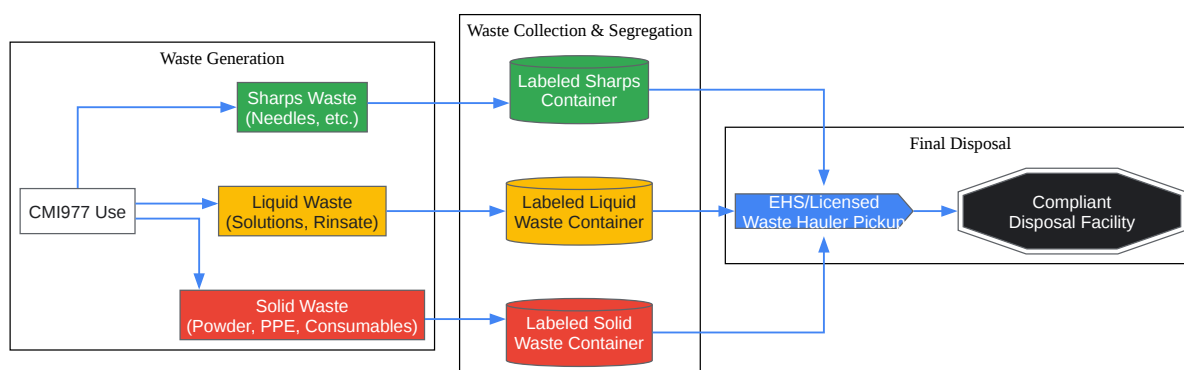 Waste Generation
CMI977 Use
Sharps Waste
(Needles, etc.)
Liquid Waste
(Solutions, Rinsate)
Solid Waste
(Powder, PPE, Consumables)
Waste Collection & Segregation
Labeled Sharps
Container
Labeled Liquid
Waste Container
Labeled Solid
Waste Container
Final Disposal
EHS/Licensed
Waste Hauler Pickup
Compliant
Disposal Facility